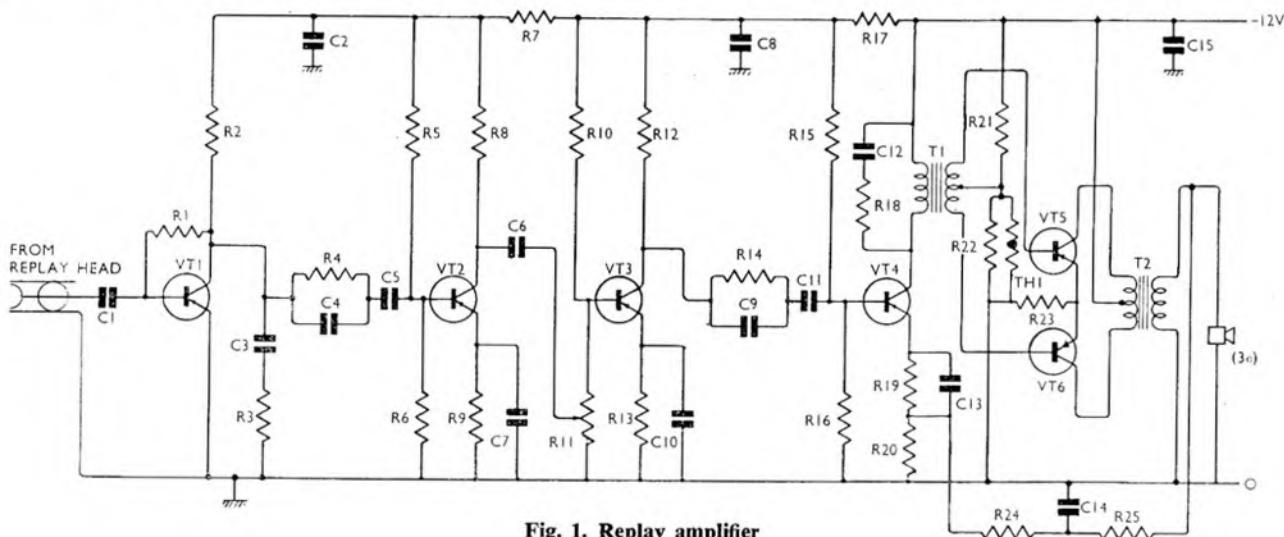 -12V
R7
R17
C2
C8
C15
R2
R5
R8
R10
R12
R15
R21
C12
T1
R18
R1
FROM
REPLAY HEAD
VT1
C1
R4
C4
C5
VT2
C6
VT3
R14
C9
C11
VT4
R22
TH1
R23
VT5
VT6
T2
(3Ω)
C3
R3
R6
R9
C7
R11
R13
C10
R16
R19
C13
R20
O
R24
C14
R25
Fig. 1. Replay amplifier